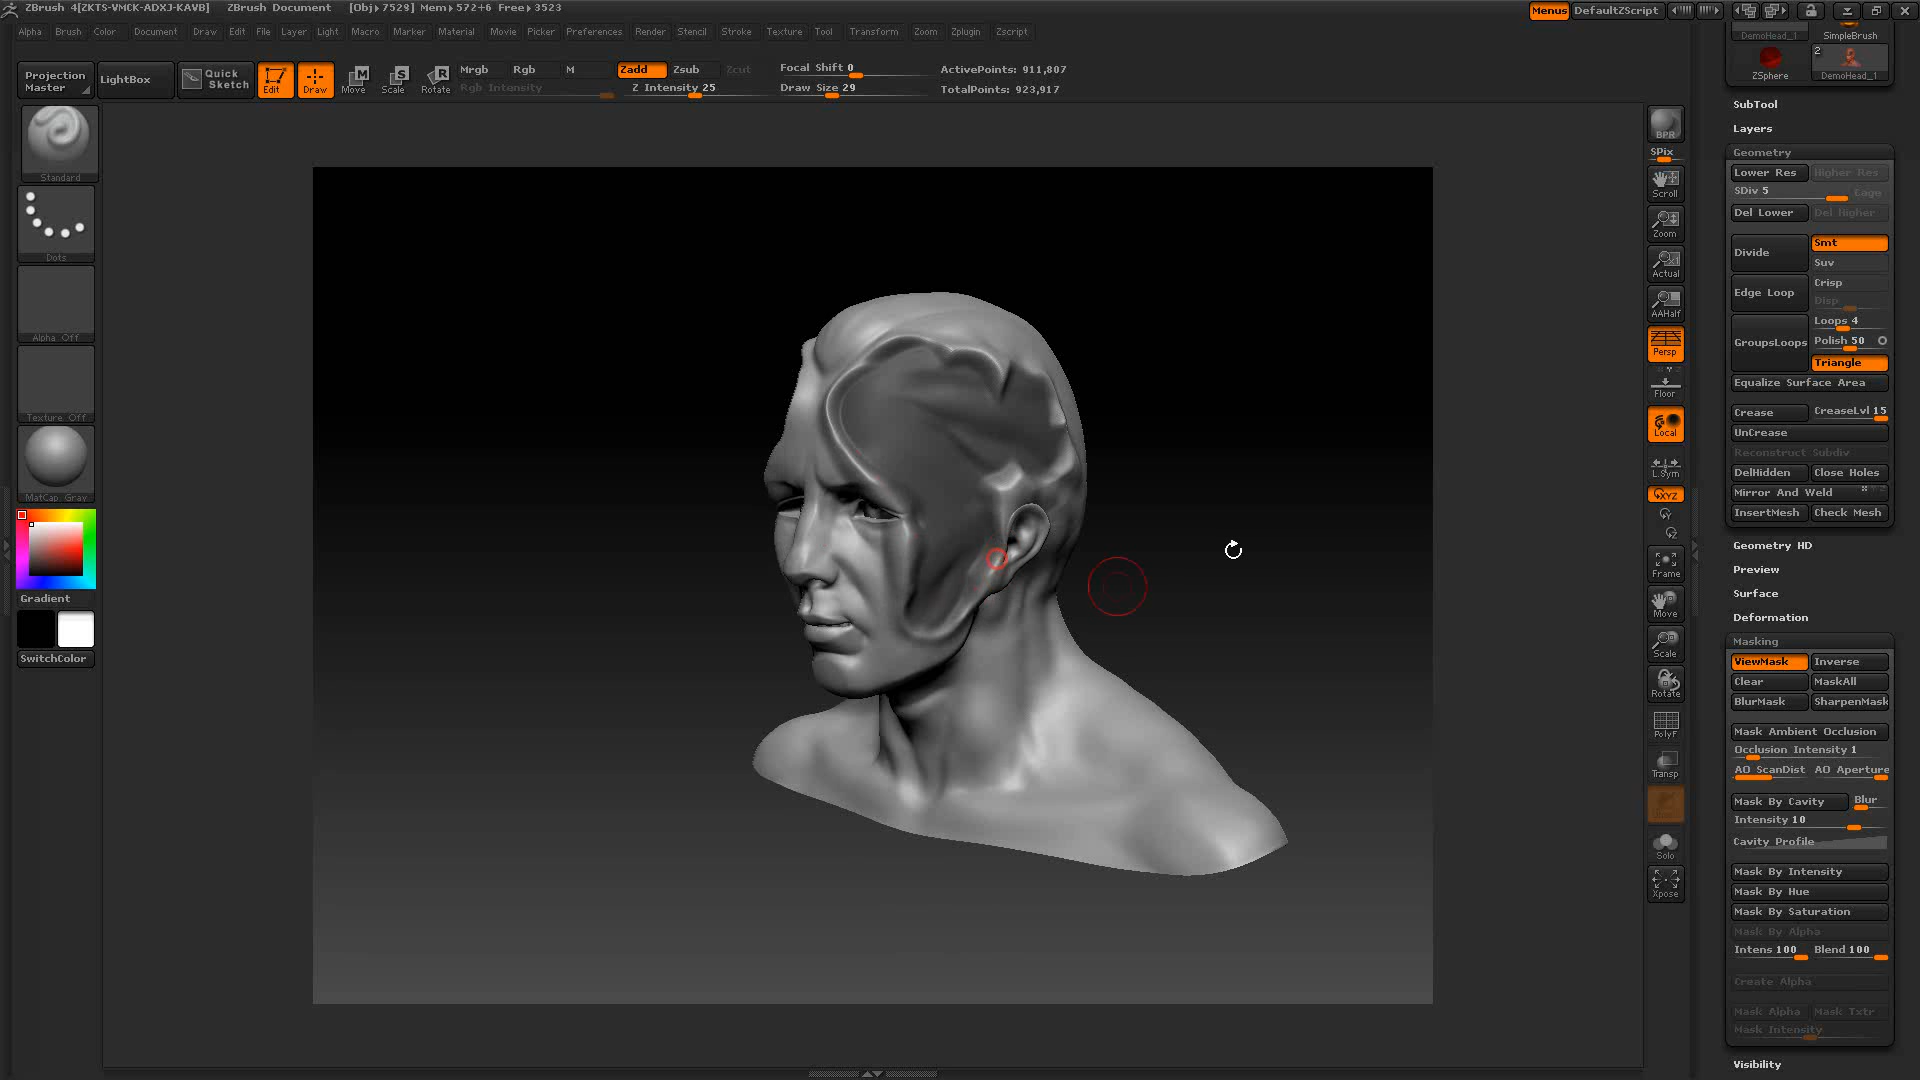 ZBrush 4[ZKTS-VMCK-ADXJ-KAVB] ZBrush Document [Obj▸7529] Mem▸572+6 Free▸3523 Menus DefaultZScript
Alpha Brush Color Document Draw Edit File Layer Light Macro Marker Material Movie Picker Preferences Render Stencil Stroke Texture Tool Transform Zoom Zplugin Zscript
Projection Master
LightBox
Quick Sketch
Edit
Draw
Move
Scale
Rotate
Mrgb Rgb M
Rgb Intensity
Zadd Zsub Zcut
Z Intensity 25
Focal Shift 0
Draw Size 29
ActivePoints: 911,807
TotalPoints: 923,917
Standard
Dots
Alpha Off
Texture Off
MatCap Gray
Gradient
SwitchColor
BPR
SPix
Scroll
Zoom
Actual
AAHalf
Persp
Floor
Local
L.Sym
XYZ
Y
Z
Frame
Move
Scale
Rotate
PolyF
Transp
Solo
Xpose
DemoHead_1 SimpleBrush
2
ZSphere DemoHead_1
SubTool
Layers
Geometry
Lower Res Higher Res
SDiv 5 Cage
Del Lower Del Higher
Divide Smt
Suv
Edge Loop Crisp
Disp
GroupsLoops Loops 4
Polish 50
Triangle
Equalize Surface Area
Crease CreaseLvl 15
UnCrease
Reconstruct Subdiv
DelHidden Close Holes
Mirror And Weld
InsertMesh Check Mesh
Geometry HD
Preview
Surface
Deformation
Masking
ViewMask Inverse
Clear MaskAll
BlurMask SharpenMask
Mask Ambient Occlusion
Occlusion Intensity 1
AO ScanDist AO Aperture
Mask By Cavity Blur
Intensity 10
Cavity Profile
Mask By Intensity
Mask By Hue
Mask By Saturation
Mask By Alpha
Intens 100 Blend 100
Create Alpha
Mask Alpha Mask Txtr
Mask Intensity
Visibility